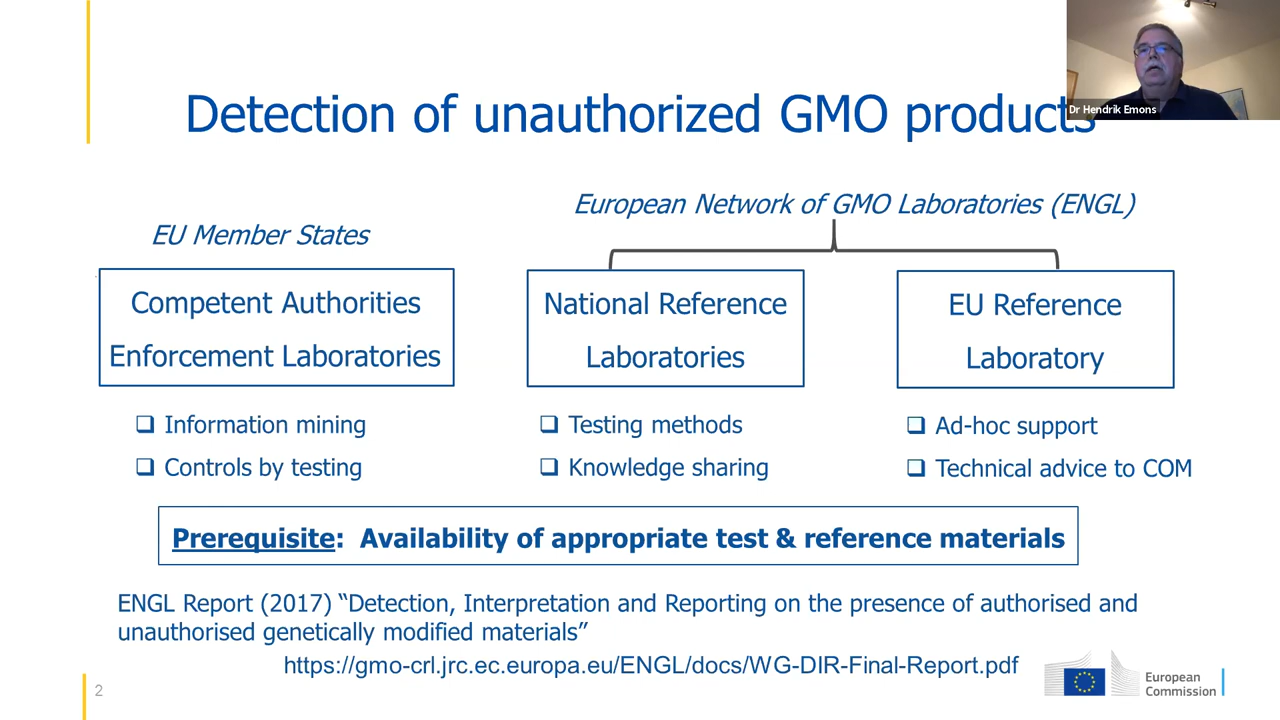 Dr Hendrik Emons
Detection of unauthorized GMO products
European Network of GMO Laboratories (ENGL)
EU Member States
Competent Authorities
Enforcement Laboratories
National Reference
Laboratories
EU Reference
Laboratory
❑ Information mining
❑ Controls by testing
❑ Testing methods
❑ Knowledge sharing
❑ Ad-hoc support
❑ Technical advice to COM
Prerequisite: Availability of appropriate test & reference materials
ENGL Report (2017) “Detection, Interpretation and Reporting on the presence of authorised and
unauthorised genetically modified materials”
https://gmo-crl.jrc.ec.europa.eu/ENGL/docs/WG-DIR-Final-Report.pdf
2
European
Commission